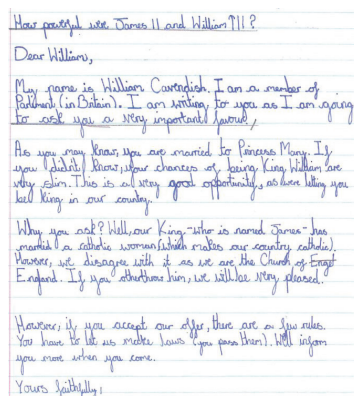 How powerful were James II and William III?
Dear William,
My name is William Cavendish. I am a member of
Parliment (in Britain). I am writing to you as I am going
to ask you a very important favour,
As you may know, you are married to Princess Mary. If
you didn't know, your chances of being King, William are
very slim. This is a very good opportunity, as were letting you
be king in our country.
Why you ask? Well, our King -who is named James- has
married a catholic woman (which makes our country catholic).
However, we disagree with it as we are the Church of Engel
England. If you otherthrow him, we will be very pleased.
However, if you accept our offer, there are a few rules.
You have to let us make laws (you pass them). We'll inform
you more when you come.
Yours faithfully,